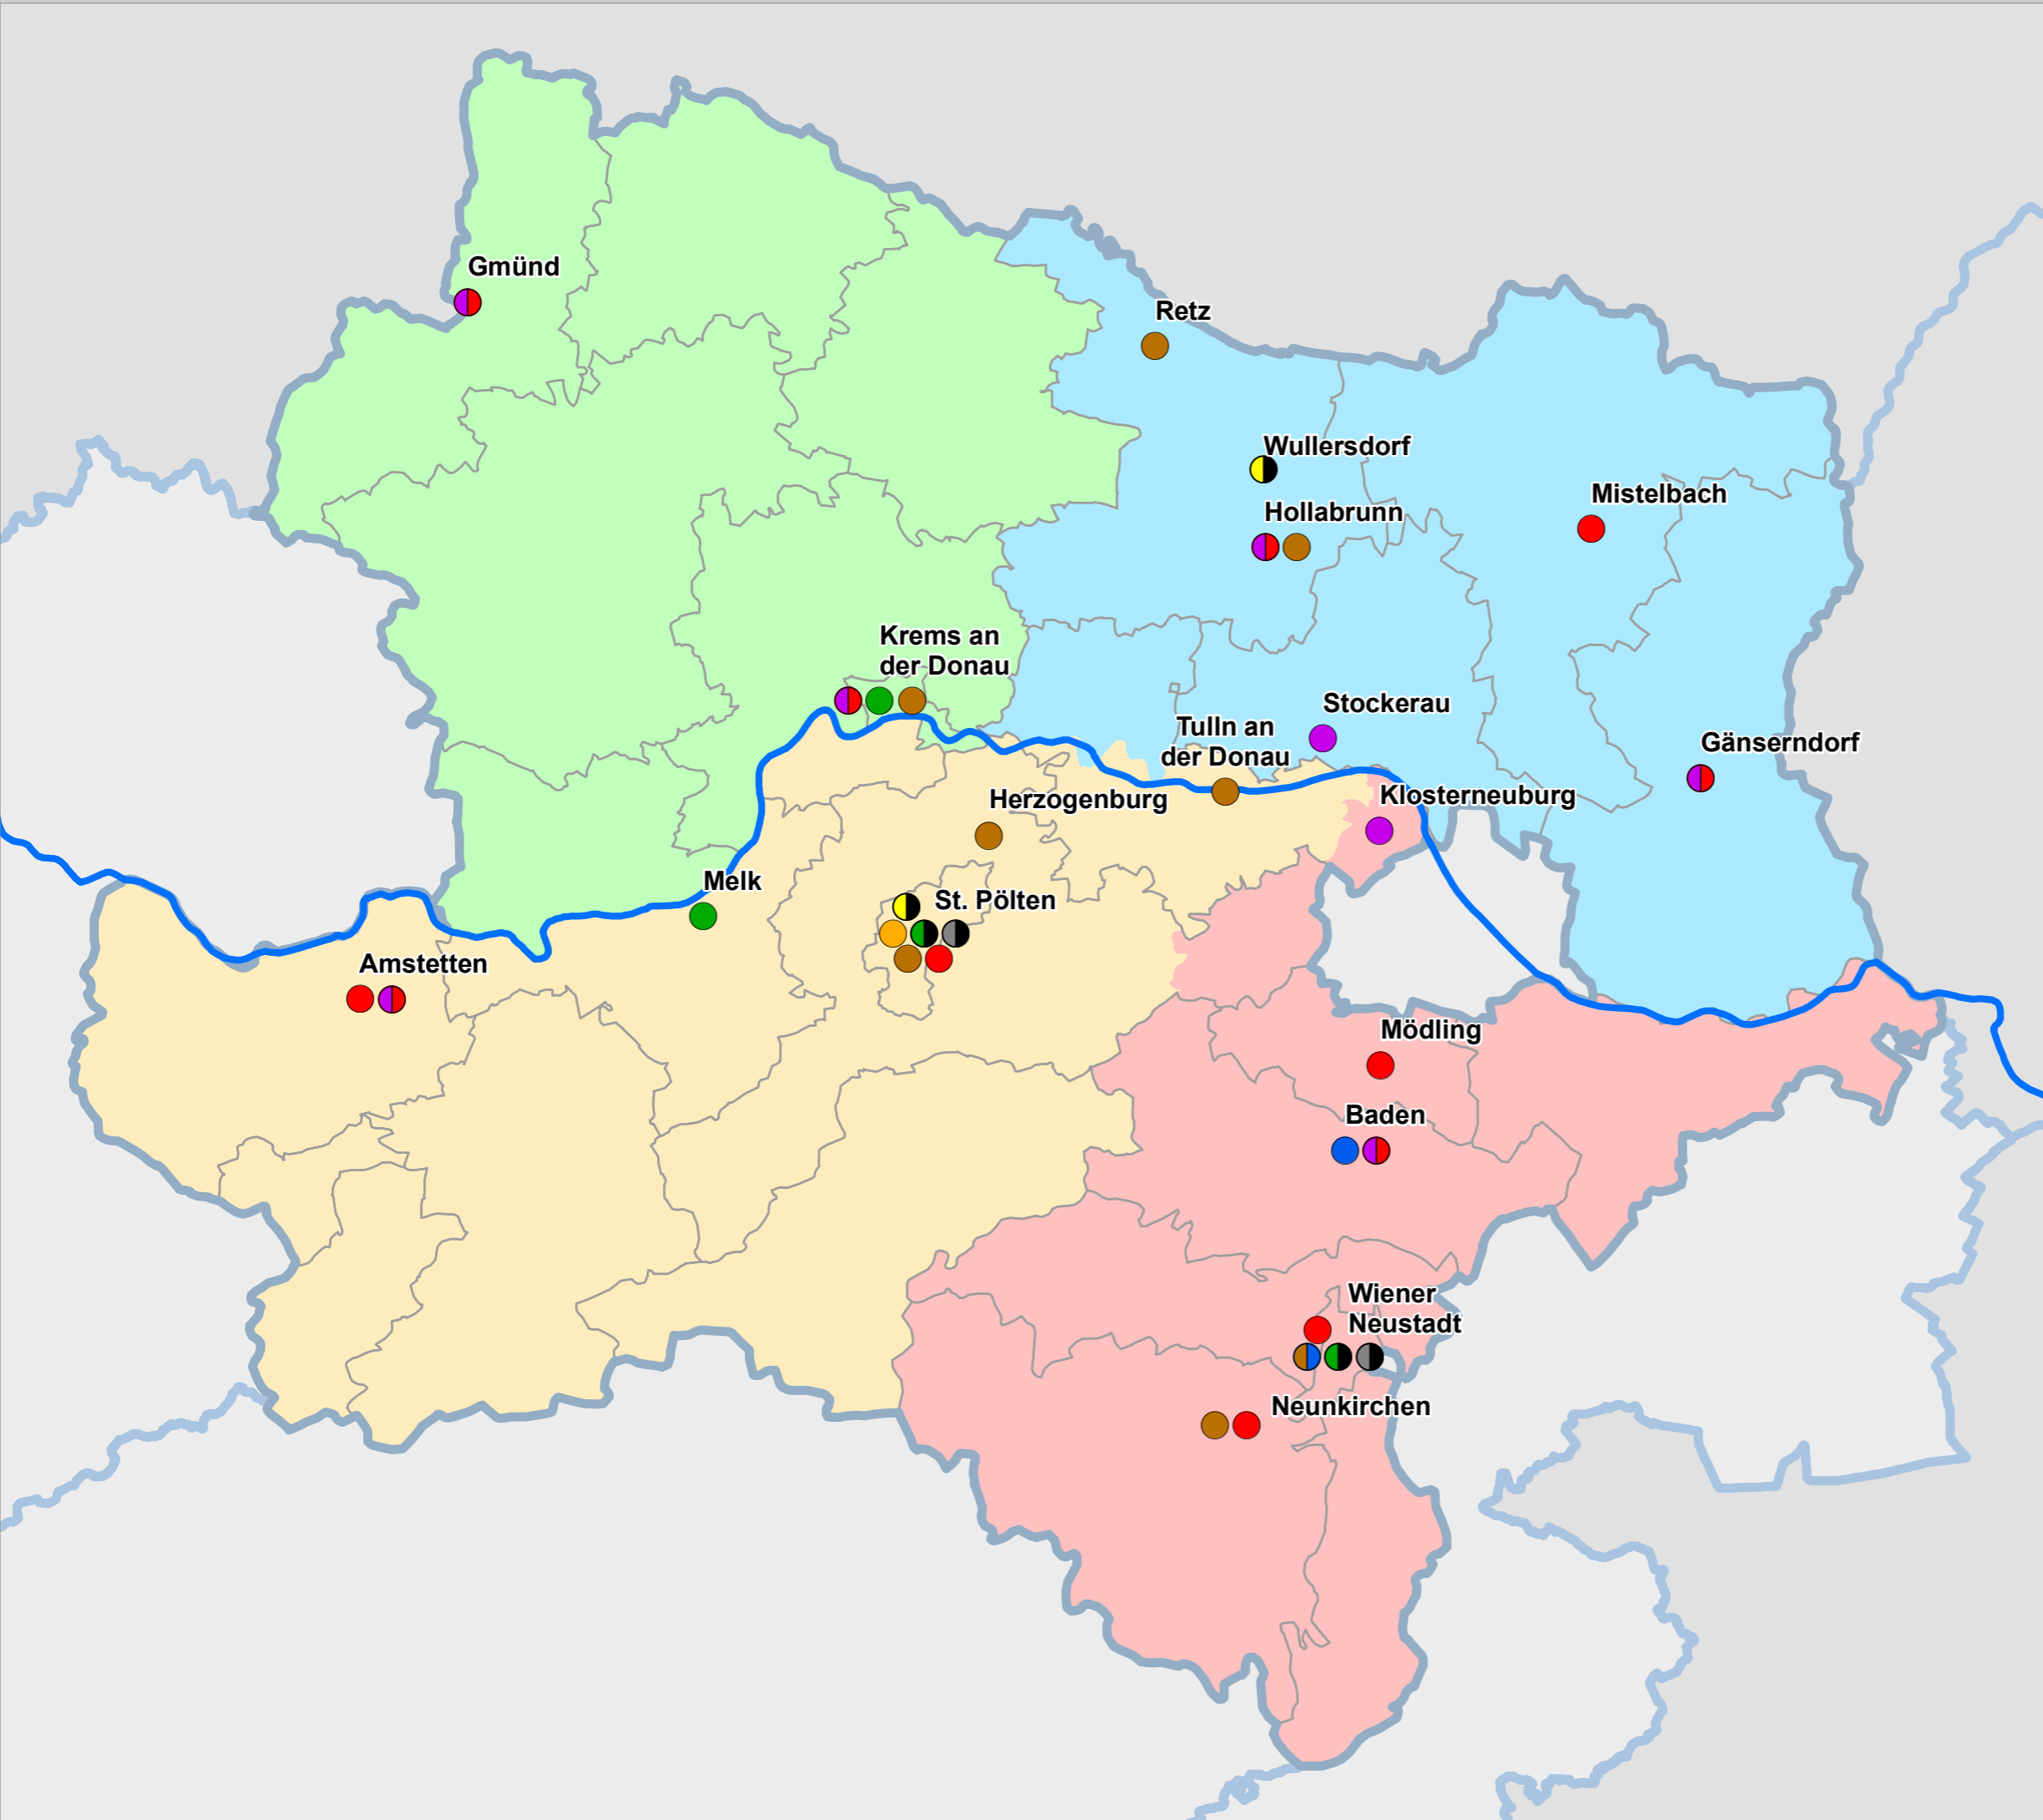 Gmünd
Retz
Wullersdorf
Mistelbach
Hollabrunn
Krems an
der Donau
Stockerau
Tulln an
der Donau
Gänserndorf
Klosterneuburg
Herzogenburg
Melk
St. Pölten
Amstetten
Mödling
Baden
Wiener
Neustadt
Neunkirchen